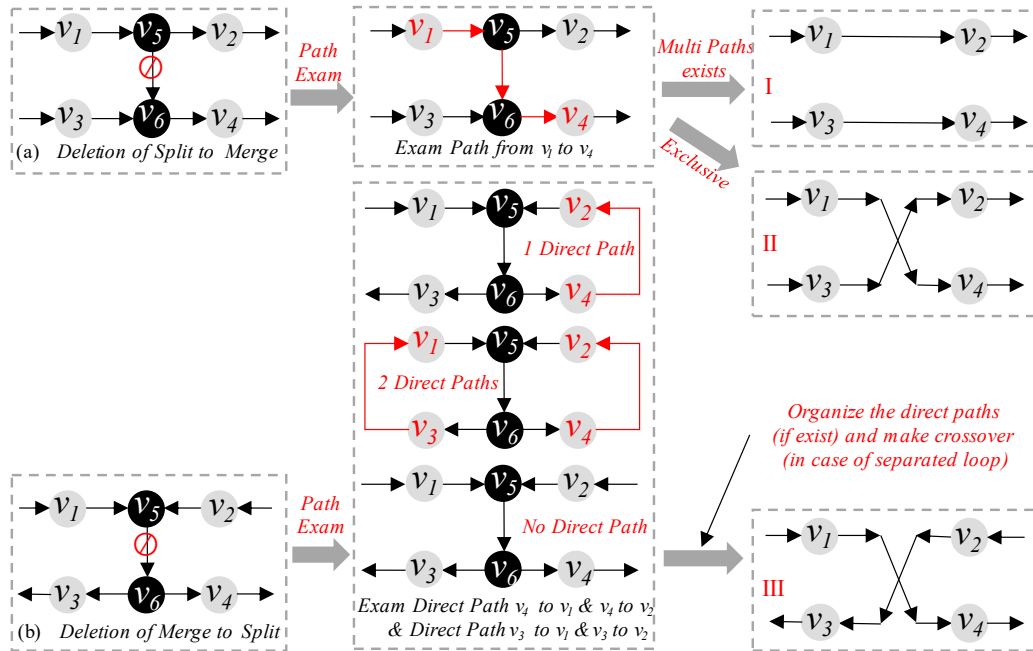 v1 v5 v2
v3 v6 v4
(a) Deletion of Split to Merge
Path
Exam
v1 v5 v2
v3 v6 v4
Exam Path from v1 to v4
Multi Paths
exists
Exclusive
v1 v2
I
v3 v4
v1 v2
II
v3 v4
v1 v5 v2
1 Direct Path
v3 v6 v4
v1 v5 v2
2 Direct Paths
v3 v6 v4
v1 v5 v2
No Direct Path
v3 v6 v4
Exam Direct Path v4 to v1 & v4 to v2
& Direct Path v3 to v1 & v3 to v2
v1 v5 v2
v3 v6 v4
(b) Deletion of Merge to Split
Path
Exam
Organize the direct paths
(if exist) and make crossover
(in case of separated loop)
v1 v2
III
v3 v4